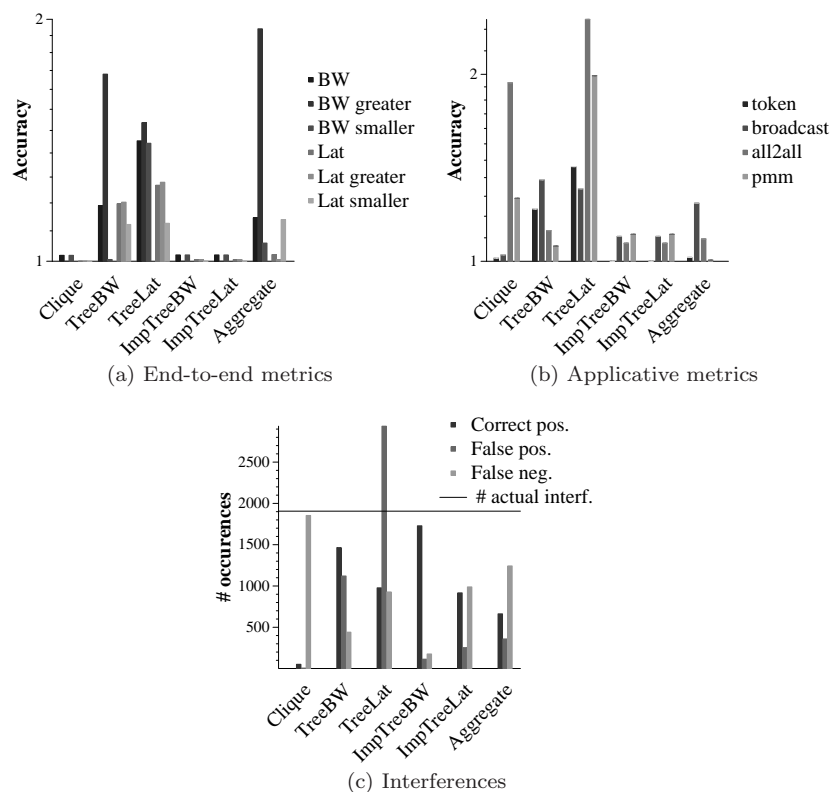 2
1
Accuracy
BW
BW greater
BW smaller
Lat
Lat greater
Lat smaller
Clique
TreeBW
TreeLat
ImpTreeBW
ImpTreeLat
Aggregate
(a) End-to-end metrics
2
1
Accuracy
token
broadcast
all2all
pmm
Clique
TreeBW
TreeLat
ImpTreeBW
ImpTreeLat
Aggregate
(b) Applicative metrics
Correct pos.
False pos.
False neg.
# actual interf.
2500
2000
1500
1000
500
# occurences
Clique
TreeBW
TreeLat
ImpTreeBW
ImpTreeLat
Aggregate
(c) Interferences